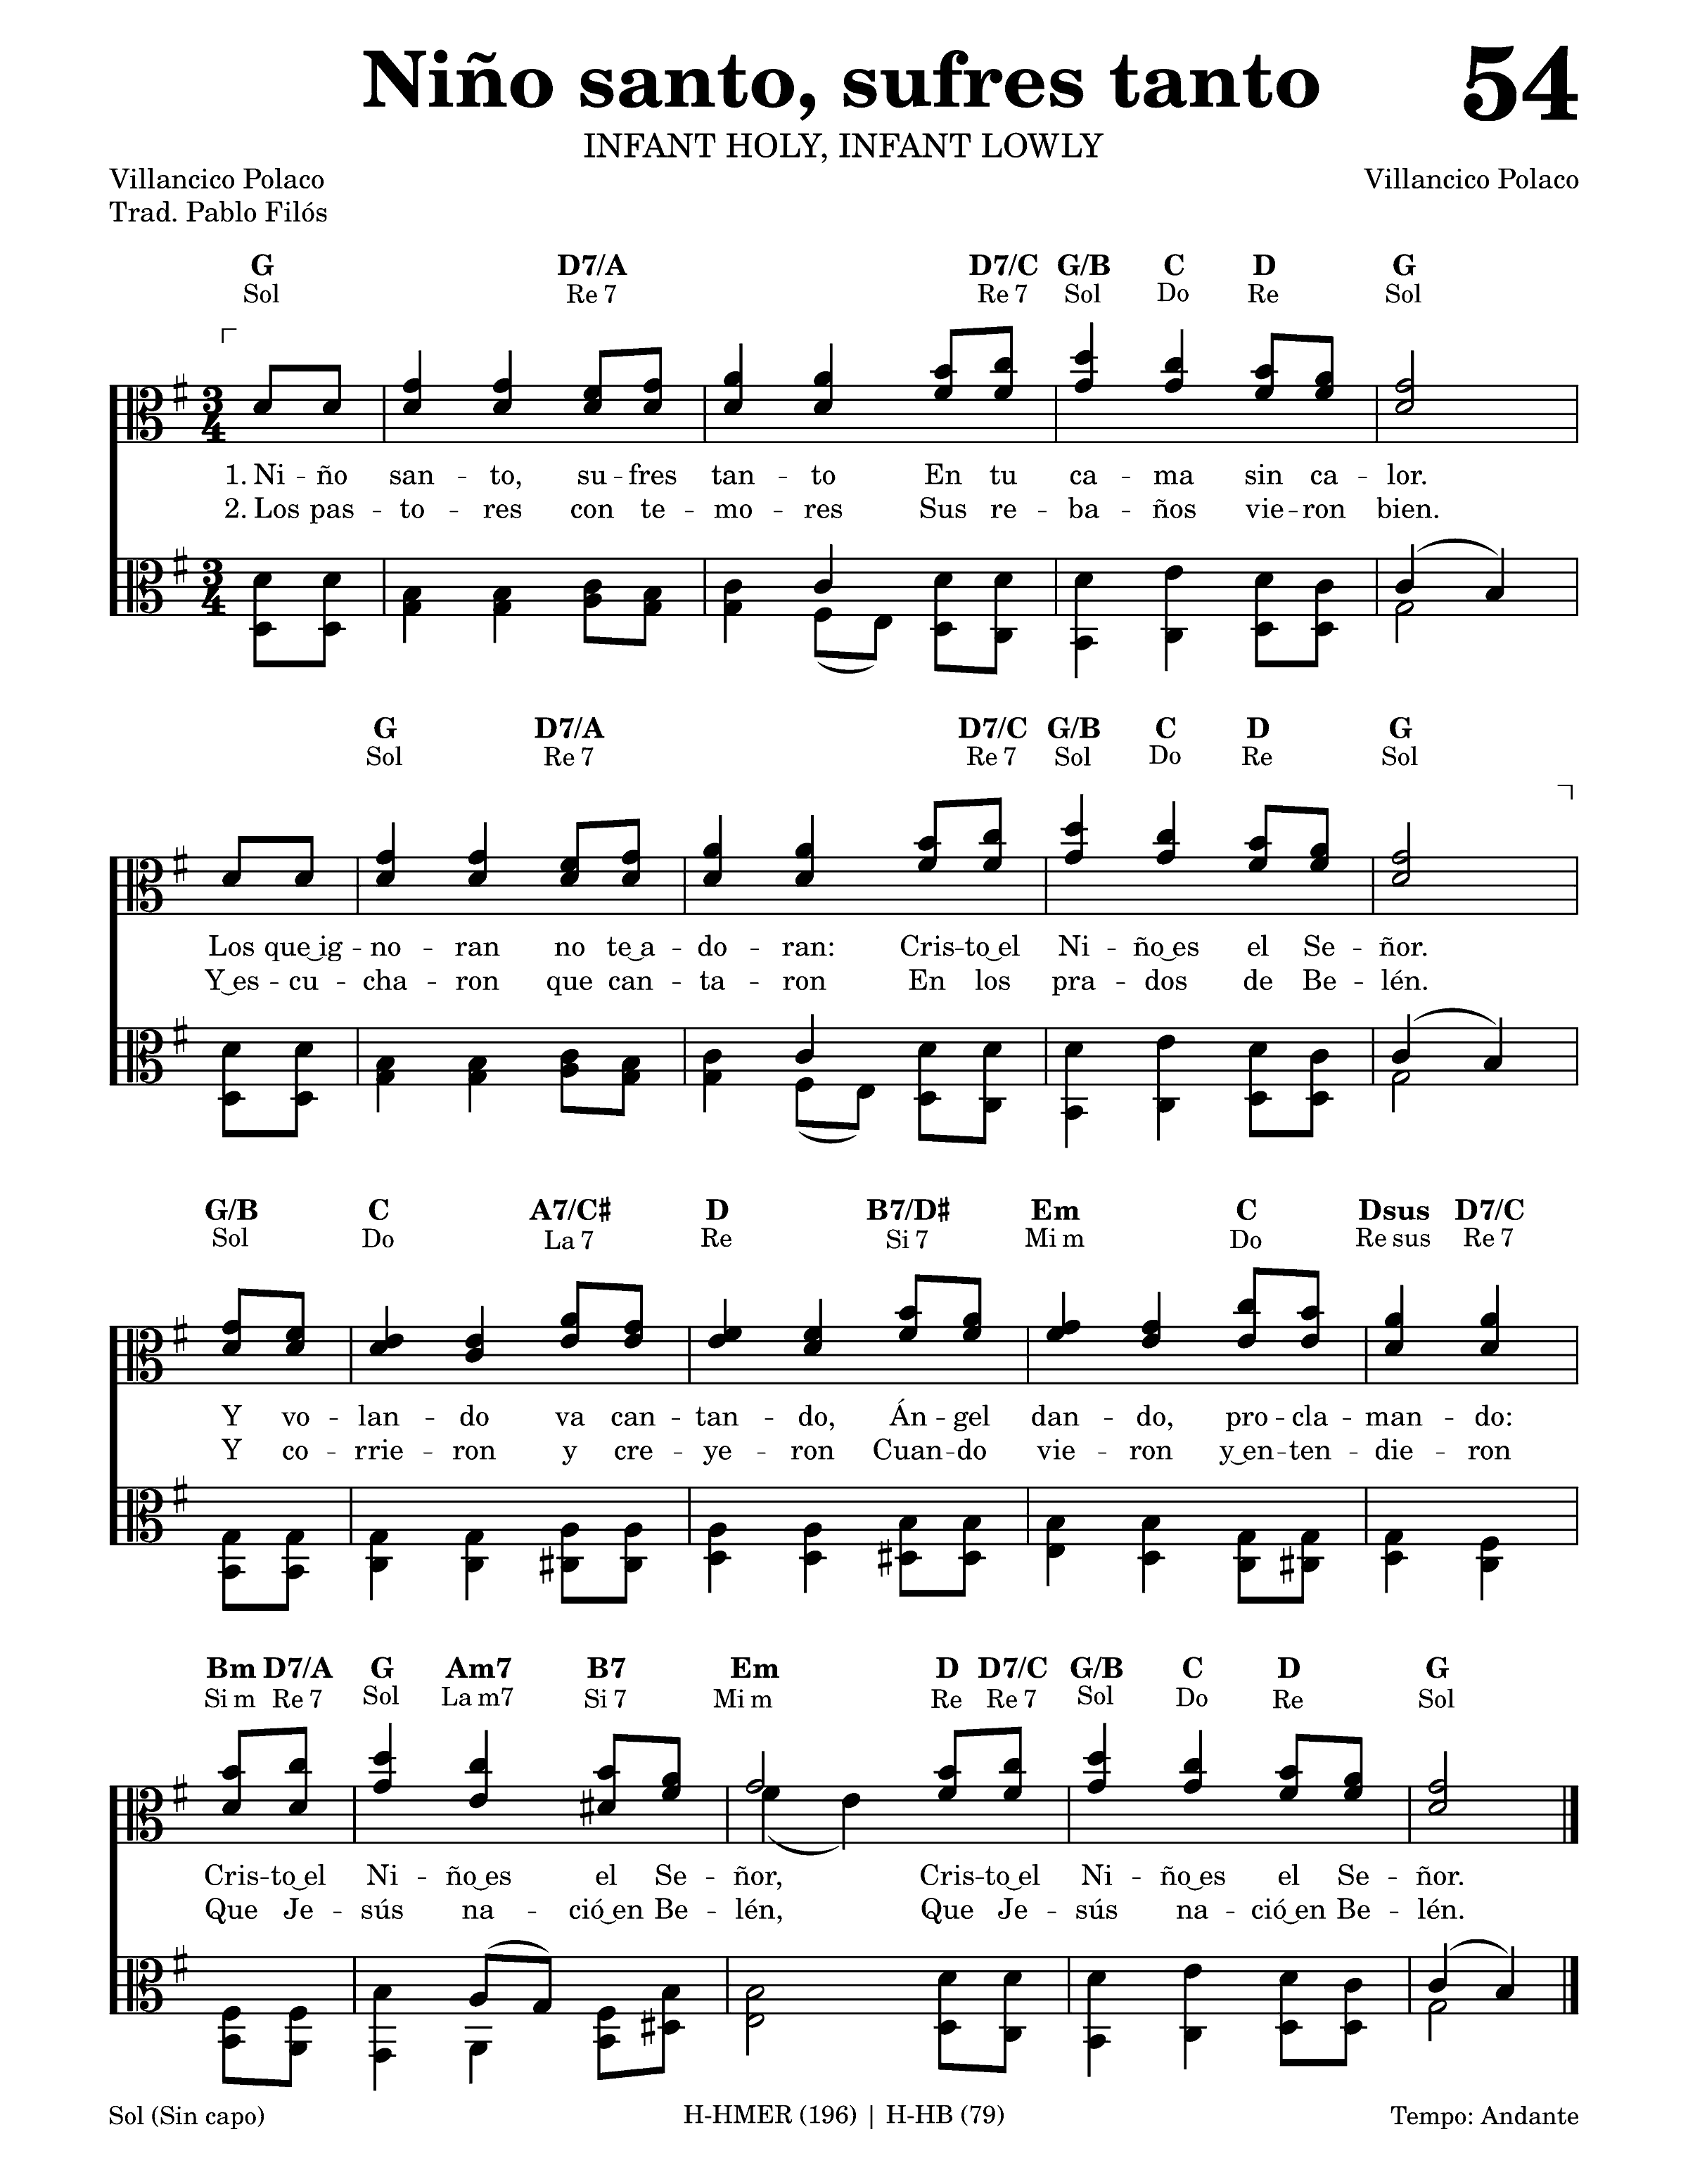 Niño santo, sufres tanto 54
INFANT HOLY, INFANT LOWLY
Villancico Polaco Villancico Polaco
Trad. Pablo Filós
G D7/A D7/C G/B C D G
Sol Re 7 Re 7 Sol Do Re Sol
3 4
1. Ni - ño san - to, su - fres tan - to En tu ca - ma sin ca - lor.
2. Los pas - to - res con te - mo - res Sus re - ba - ños vie - ron bien.
3 4
G D7/A D7/C G/B C D G
Sol Re 7 Re 7 Sol Do Re Sol
Los que‿ig - no - ran no te‿a - do - ran: Cris - to‿el Ni - ño‿es el Se - ñor.
Y‿es - cu - cha - ron que can - ta - ron En los pra - dos de Be - lén.
G/B C A7/C♯ D B7/D♯ Em C Dsus D7/C
Sol Do La 7 Re Si 7 Mi m Do Re sus Re 7
Y vo - lan - do va can - tan - do, Án - gel dan - do, pro - cla - man - do:
Y co - rrie - ron y cre - ye - ron Cuan - do vie - ron y‿en - ten - die - ron
Bm D7/A G Am7 B7 Em D D7/C G/B C D G
Si m Re 7 Sol La m7 Si 7 Mi m Re Re 7 Sol Do Re Sol
Cris - to‿el Ni - ño‿es el Se - ñor, Cris - to‿el Ni - ño‿es el Se - ñor.
Que Je - sús na - ció‿en Be - lén, Que Je - sús na - ció‿en Be - lén.
Sol (Sin capo) H-HMER (196) | H-HB (79) Tempo: Andante